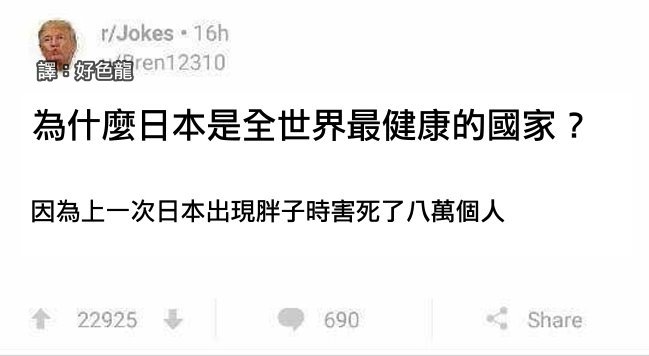 r/Jokes • 16h
ren12310
譯：好色龍
為什麼日本是全世界最健康的國家？
因為上一次日本出現胖子時害死了八萬個人
22925
690
Share